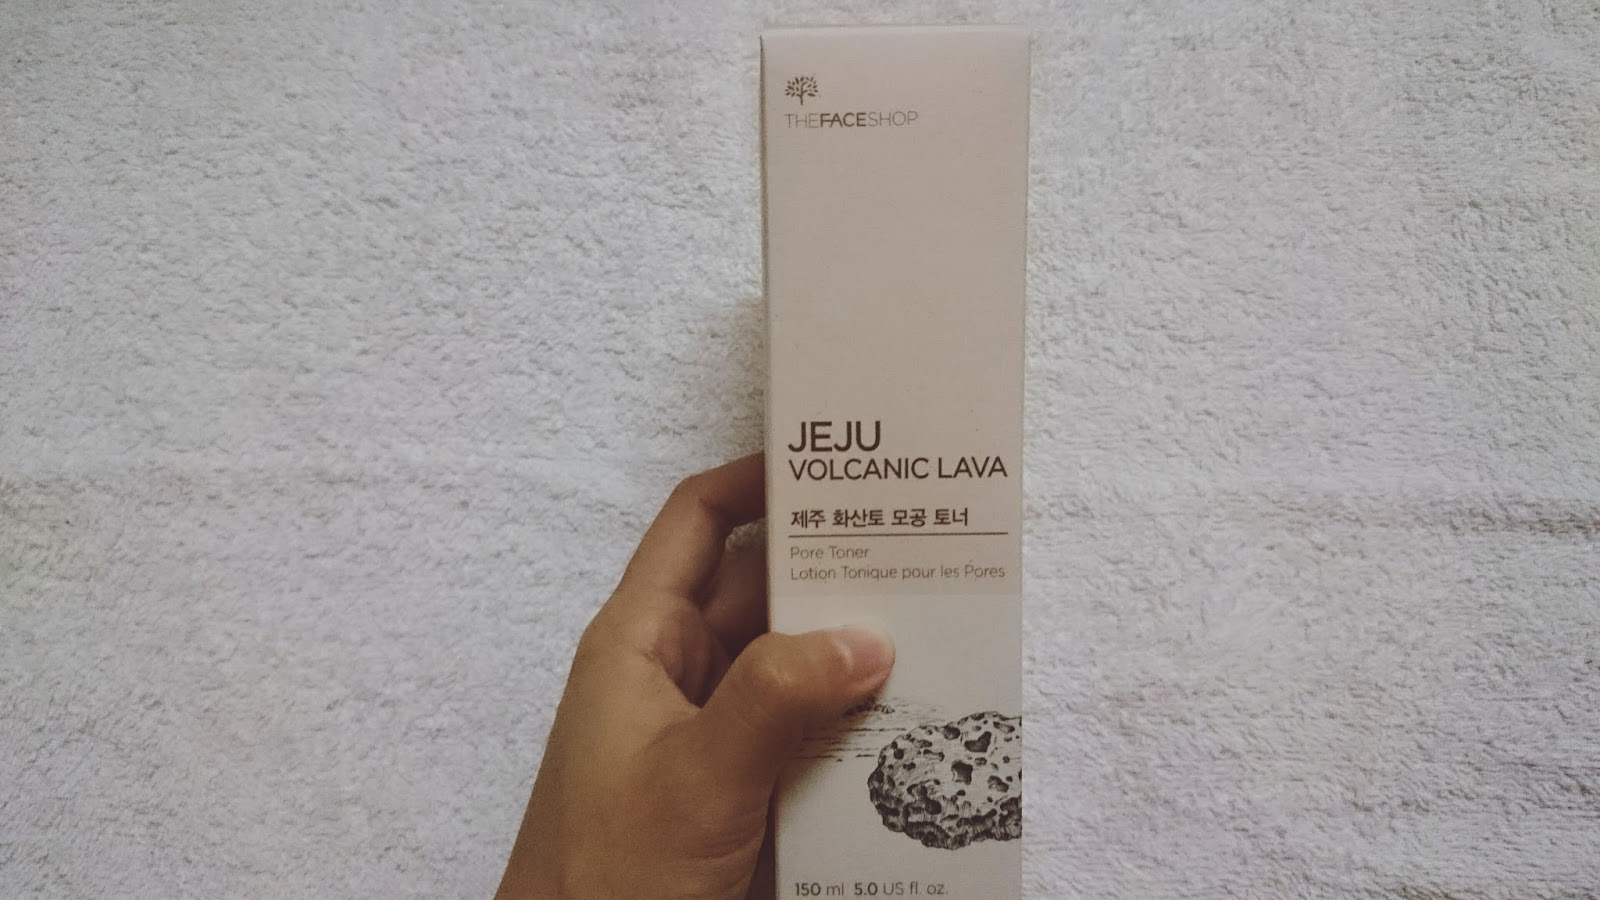 THEFACESHOP
JEJU
VOLCANIC LAVA
제주 화산토 모공 토너
Pore Toner
Lotion Tonique pour les Pores
150 ml 5.0 US fl. oz.